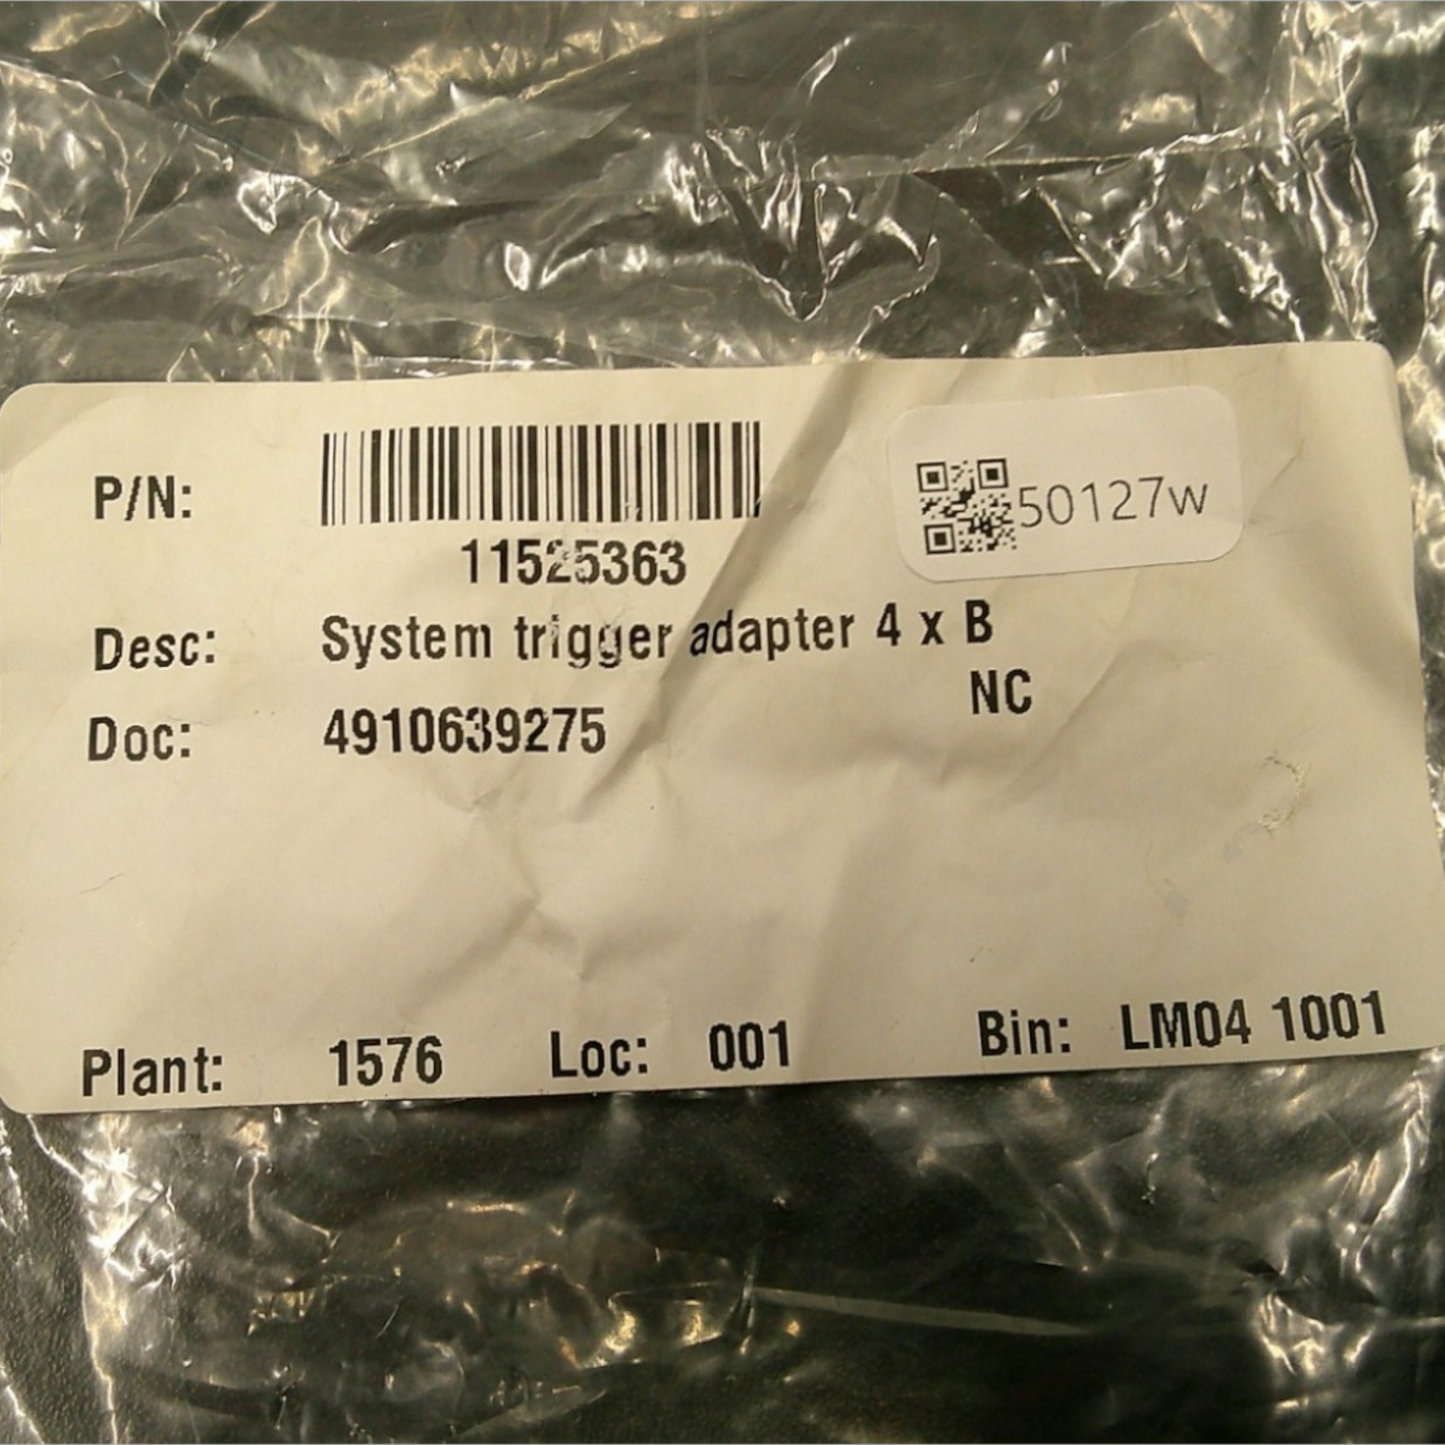 P/N:
11525363
50127w
Desc: System trigger adapter 4 x B
NC
Doc: 4910639275
Plant: 1576 Loc: 001 Bin: LM04 1001